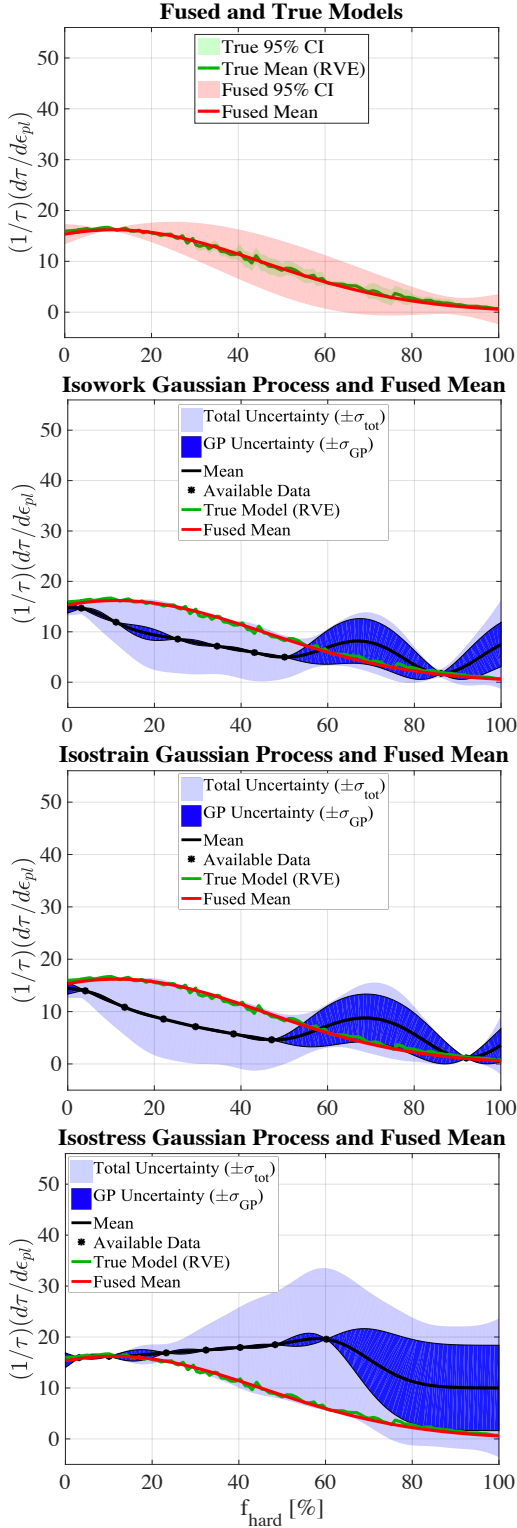 Fused and True Models
(1/τ)(dτ/dϵ_pl)
50
40
30
20
10
0
True 95% CI
True Mean (RVE)
Fused 95% CI
Fused Mean
0 20 40 60 80 100
Isowork Gaussian Process and Fused Mean
(1/τ)(dτ/dϵ_pl)
50
40
30
20
10
0
Total Uncertainty (±σ_tot)
GP Uncertainty (±σ_GP)
Mean
Available Data
True Model (RVE)
Fused Mean
0 20 40 60 80 100
Isostrain Gaussian Process and Fused Mean
(1/τ)(dτ/dϵ_pl)
50
40
30
20
10
0
Total Uncertainty (±σ_tot)
GP Uncertainty (±σ_GP)
Mean
Available Data
True Model (RVE)
Fused Mean
0 20 40 60 80 100
Isostress Gaussian Process and Fused Mean
(1/τ)(dτ/dϵ_pl)
50
40
30
20
10
0
Total Uncertainty (±σ_tot)
GP Uncertainty (±σ_GP)
Mean
Available Data
True Model (RVE)
Fused Mean
0 20 40 60 80 100
f_hard [%]